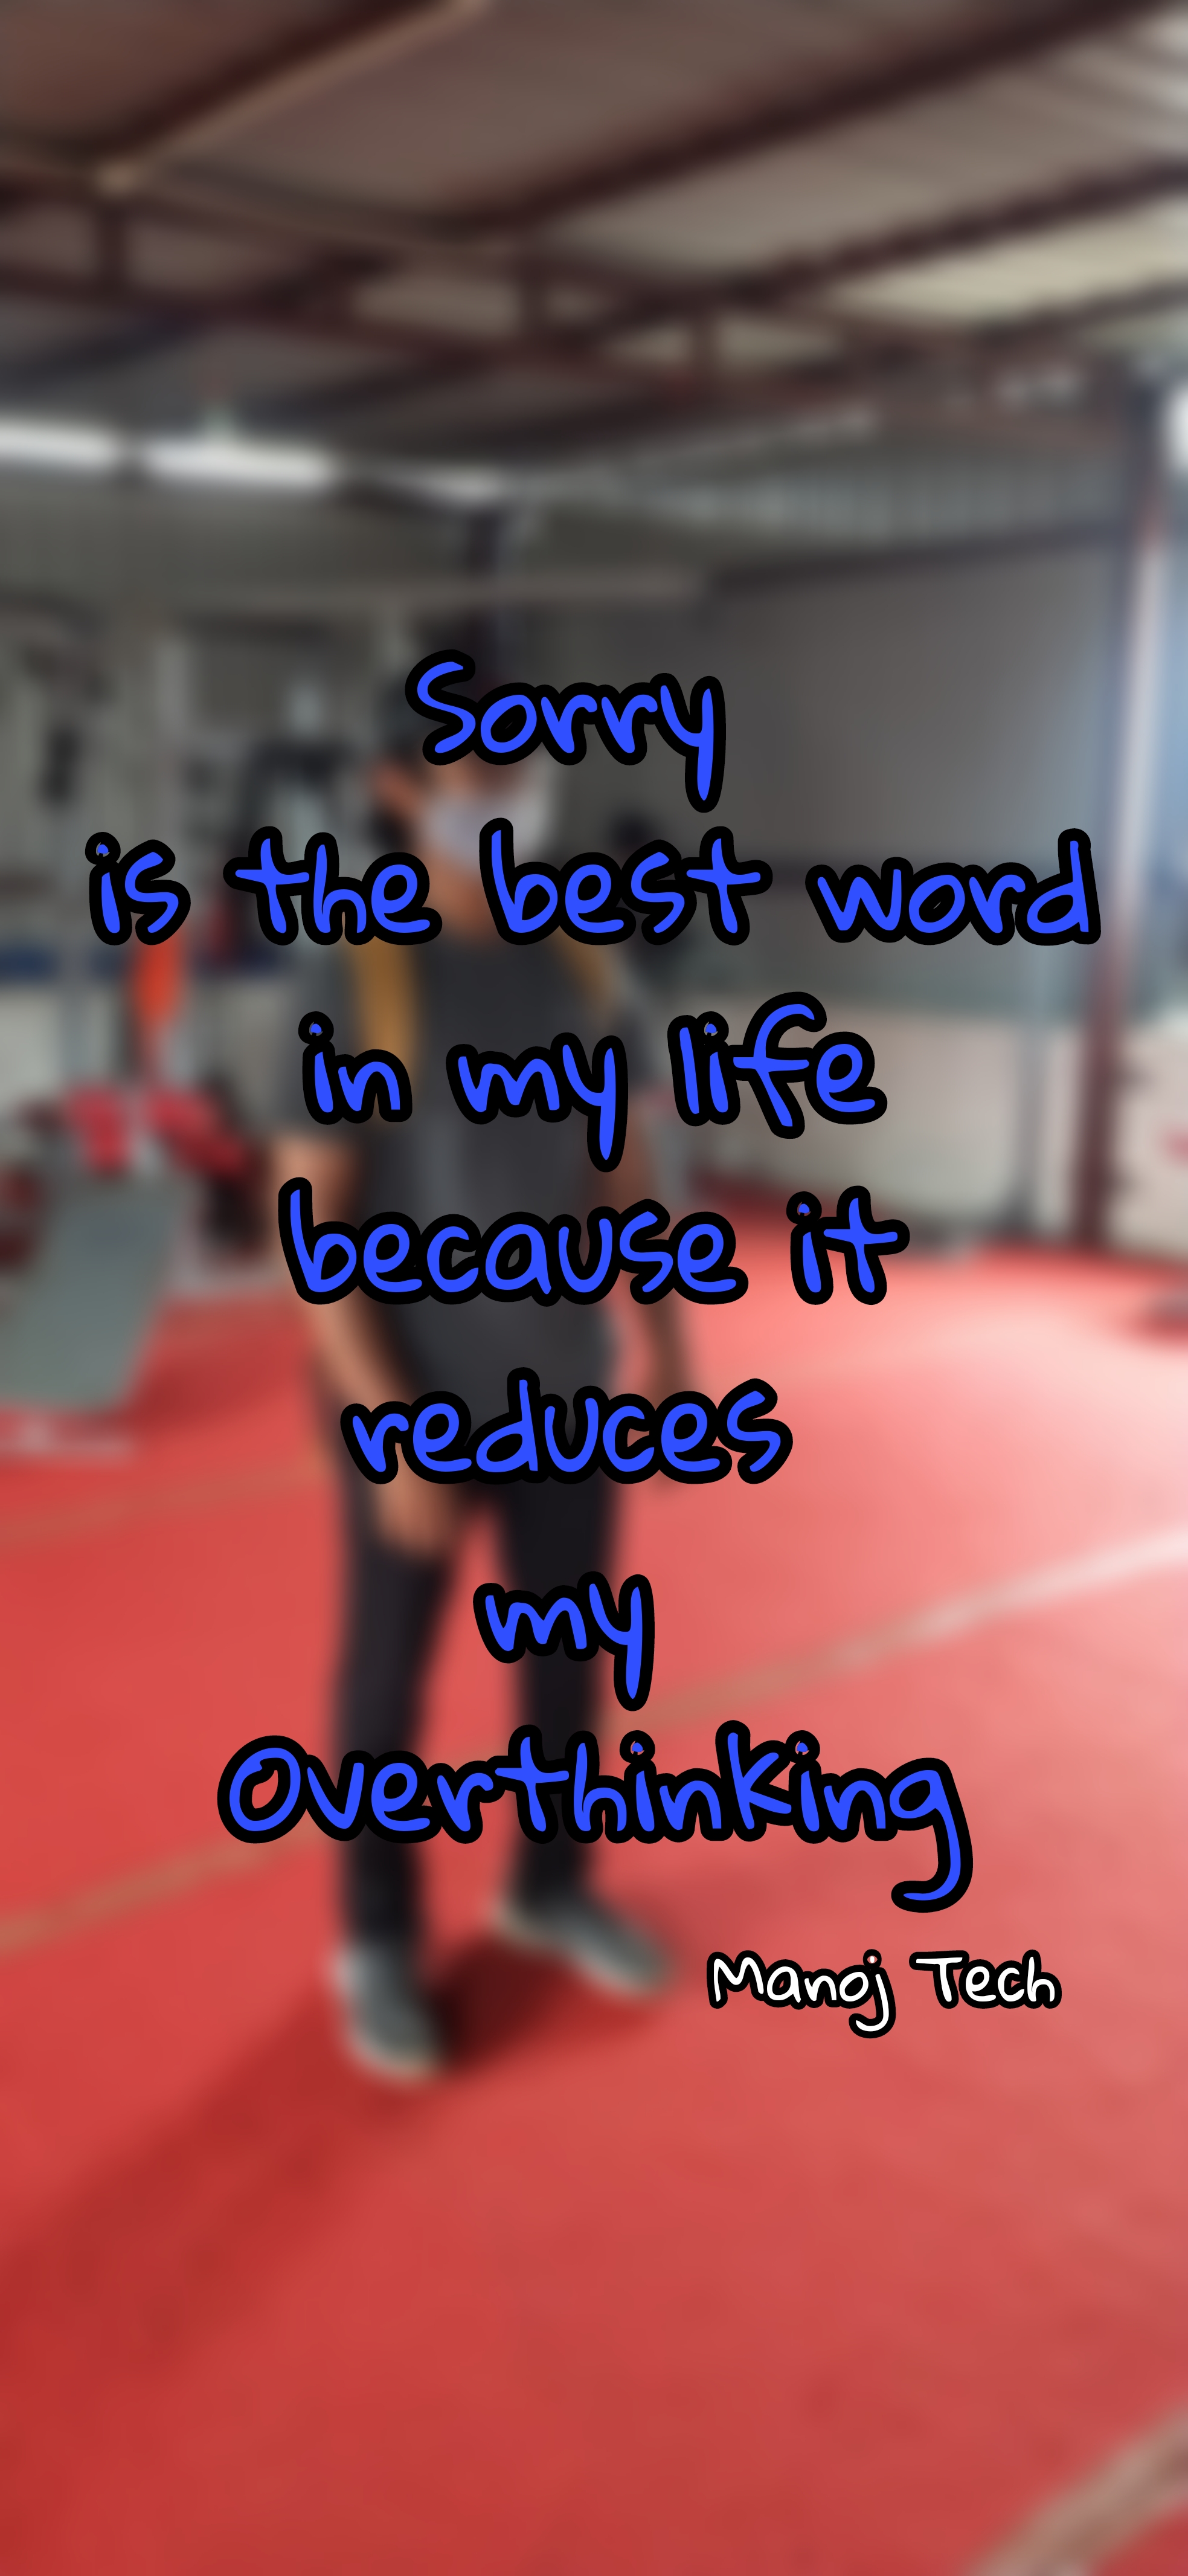 Sorry
is the best word
in my life
because it
reduces
my
Overthinking
Manoj Tech